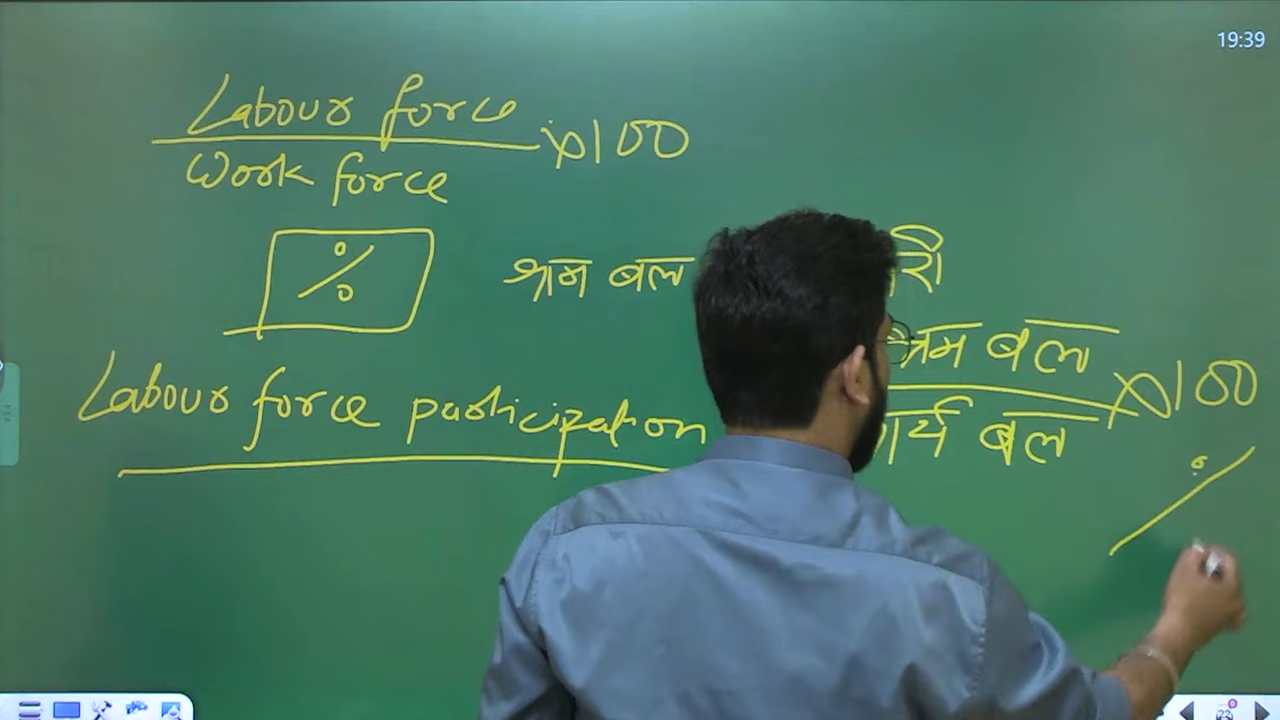 19:39
Labour force
Work force
×100
%
श्रम बल
री
श्रम बल
ार्य बल
×100
Labour force participation